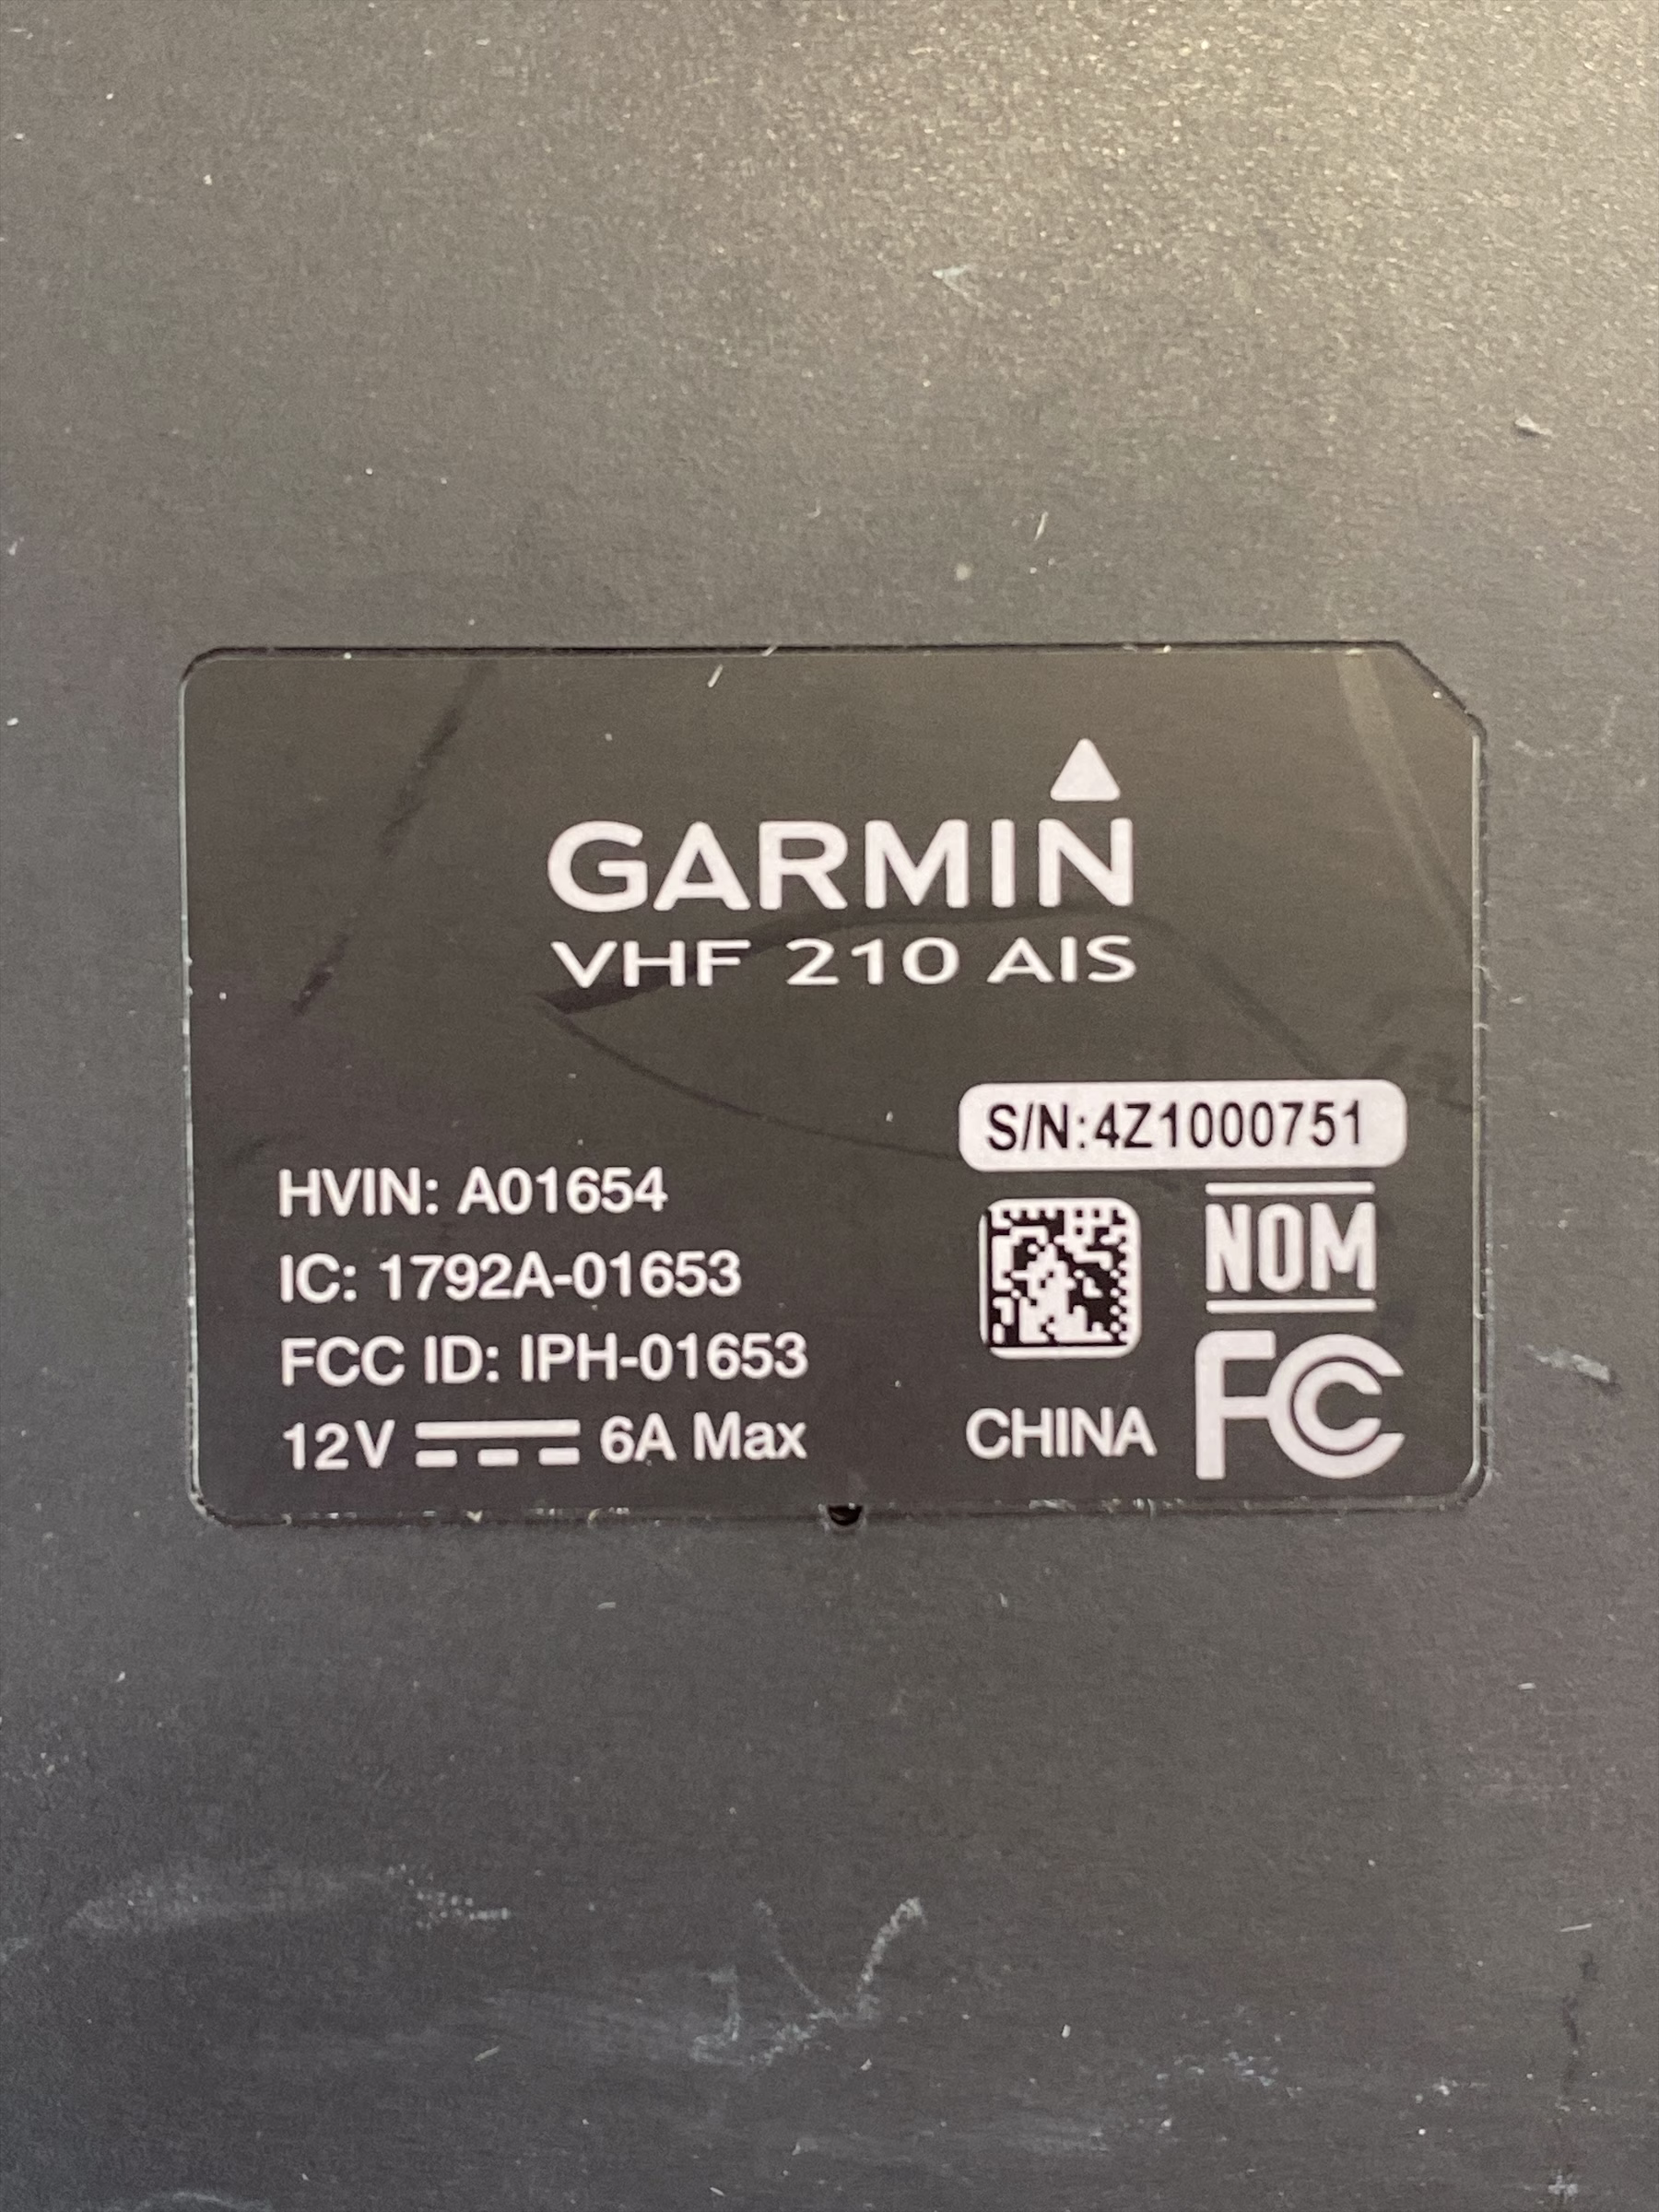 GARMIN
VHF 210 AIS
S/N:4Z1000751
HVIN: A01654
IC: 1792A-01653
FCC ID: IPH-01653
12V 6A Max
NOM
CHINA
FC